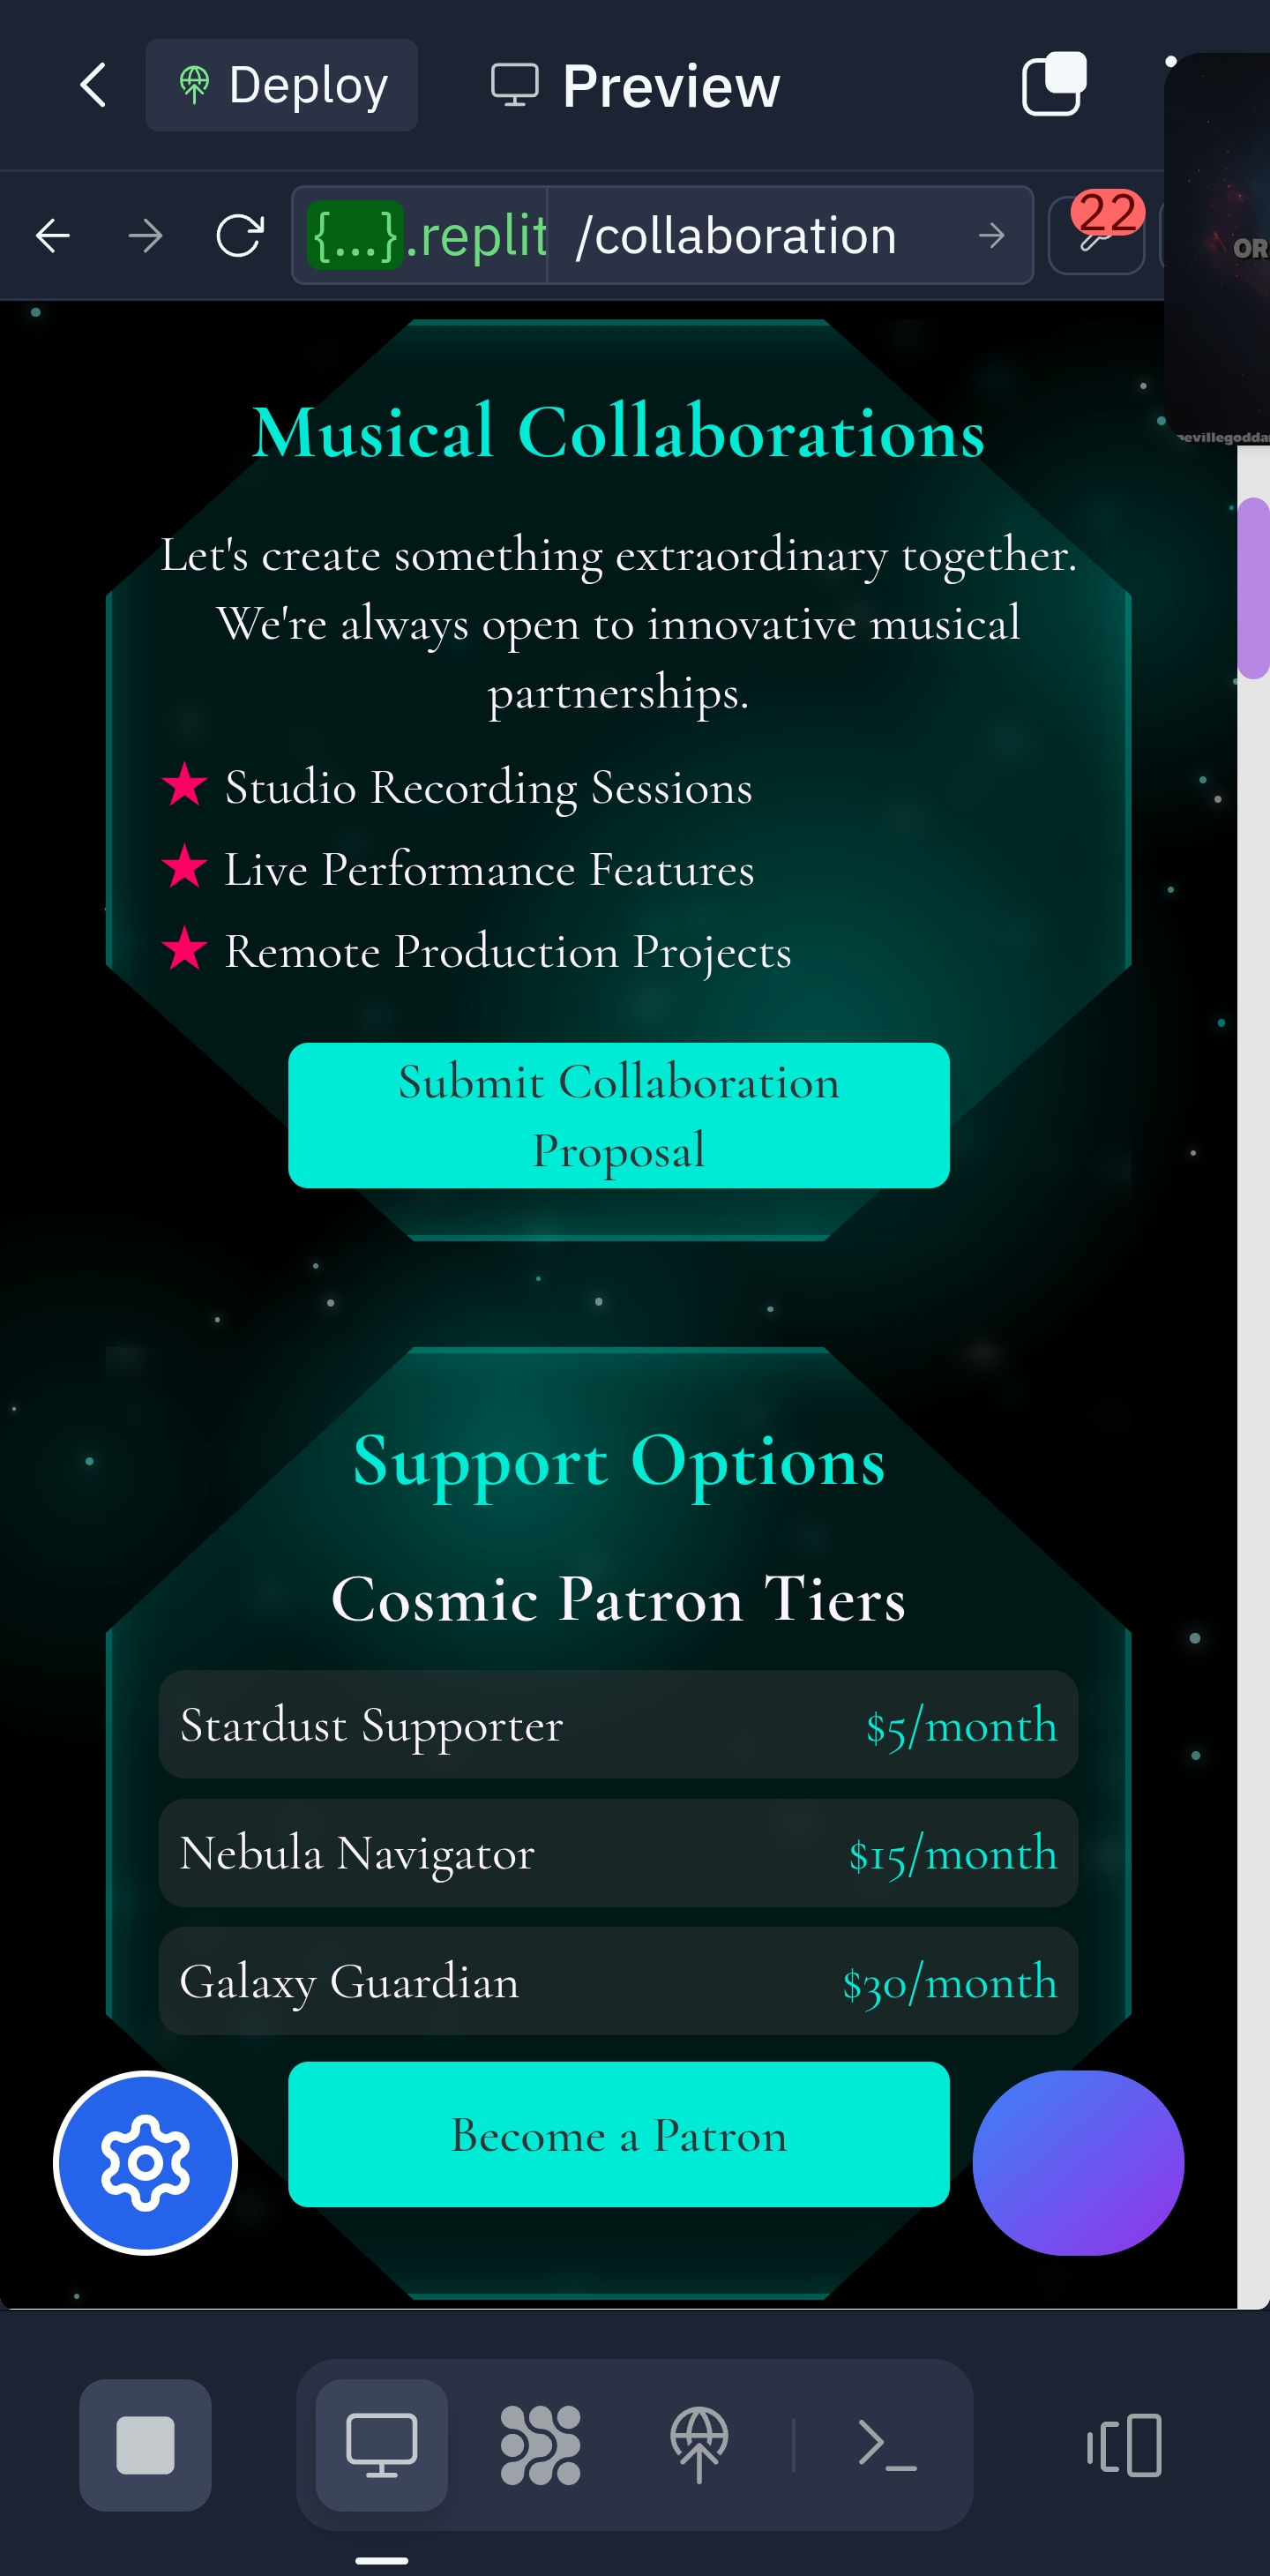 Deploy
Preview
{...}.replit
/collaboration
22
OR
evillegodda
Musical Collaborations
Let's create something extraordinary together.
We're always open to innovative musical
partnerships.
★ Studio Recording Sessions
★ Live Performance Features
★ Remote Production Projects
Submit Collaboration
Proposal
Support Options
Cosmic Patron Tiers
Stardust Supporter $5/month
Nebula Navigator $15/month
Galaxy Guardian $30/month
Become a Patron